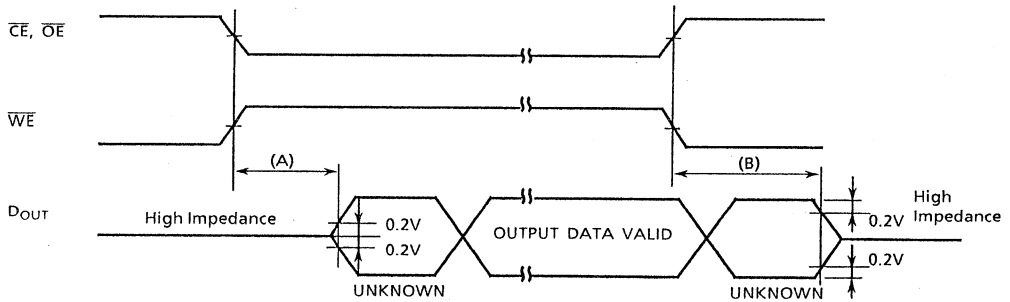 CE, OE
WE
(A)
(B)
DOUT
High Impedance
0.2V
0.2V
OUTPUT DATA VALID
0.2V
0.2V
High
Impedance
UNKNOWN
UNKNOWN